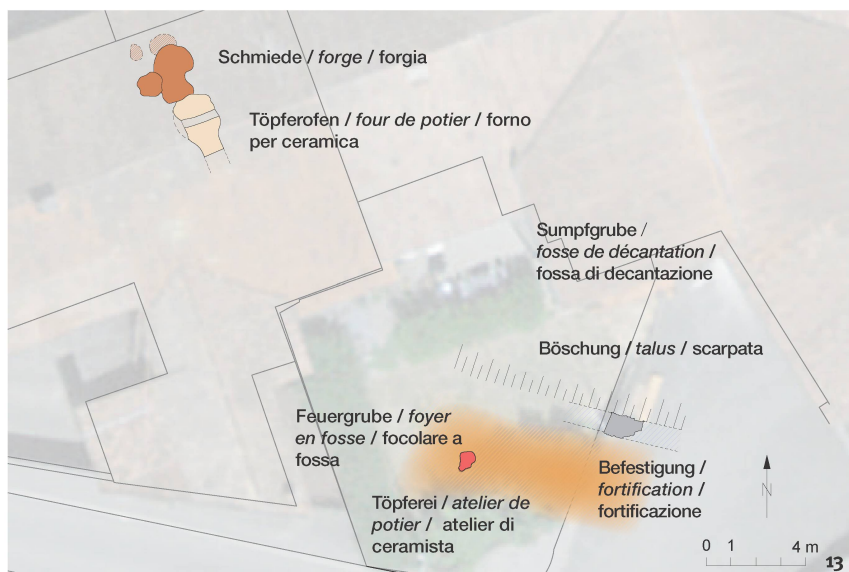 Schmiede / forge / forgia
Töpferofen / four de potier / forno
per ceramica
Sumpfgrube /
fosse de décantation /
fossa di decantazione
Böschung / talus / scarpata
Feuergrube / foyer
en fosse / focolare a
fossa
Befestigung /
fortification /
fortificazione
Töpferei / atelier de
potier / atelier di
ceramista
N
0 1 4 m
13